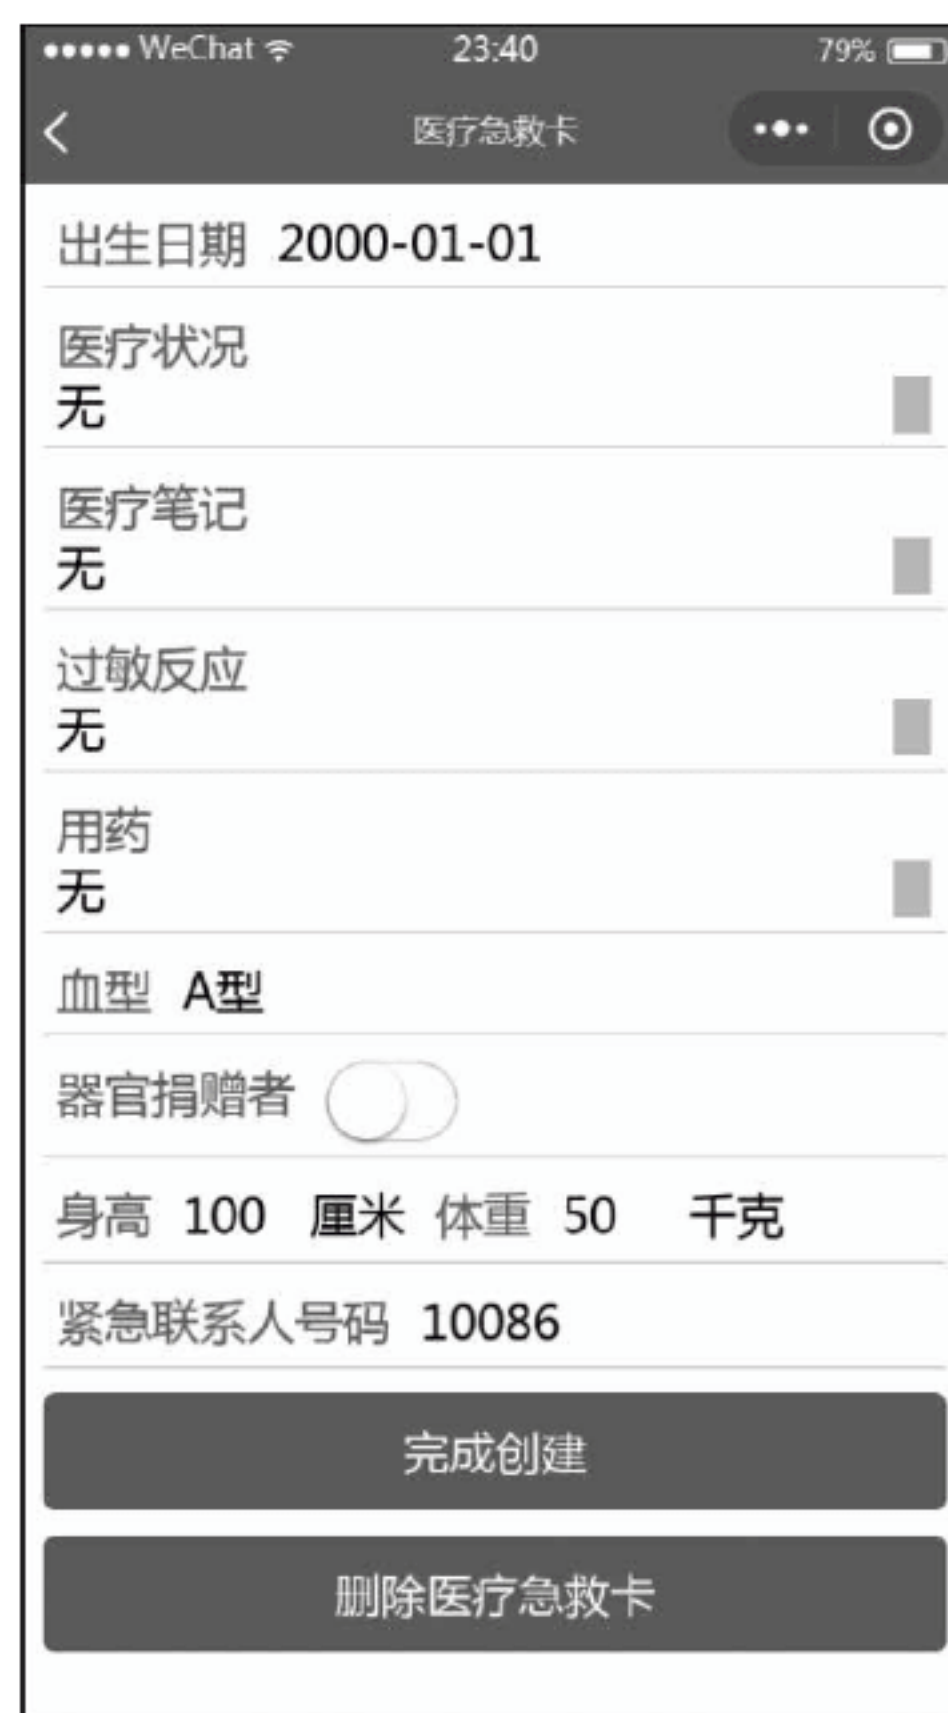 WeChat 23:40 79%
医疗急救卡
出生日期 2000-01-01
医疗状况
无
医疗笔记
无
过敏反应
无
用药
无
血型 A型
器官捐赠者
身高 100 厘米 体重 50 千克
紧急联系人号码 10086
完成创建
删除医疗急救卡